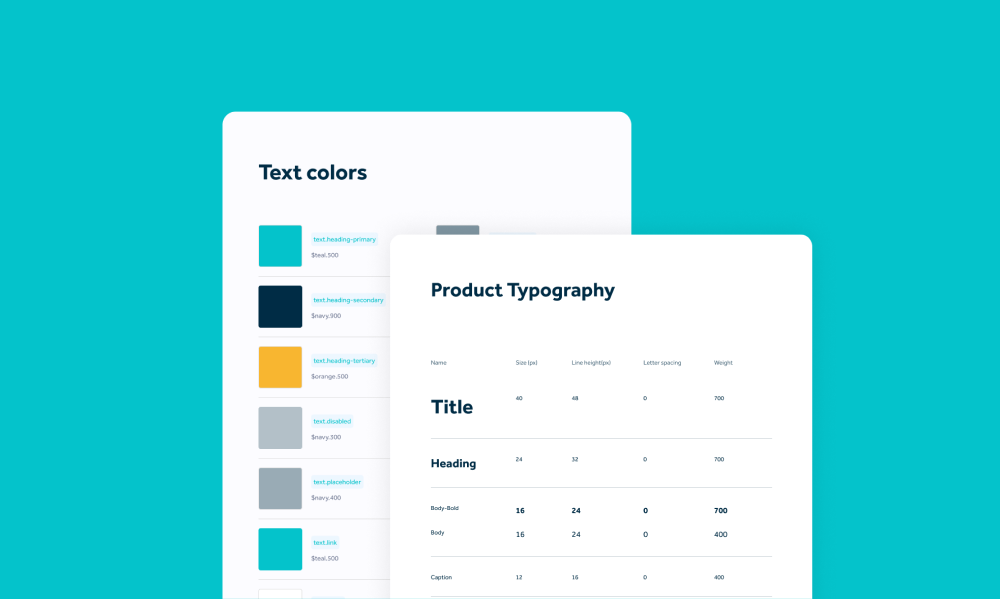 Text colors
text.heading-primary
$teal.500
text.heading-secondary
$navy.900
text.heading-tertiary
$orange.500
text.disabled
$navy.300
text.placeholder
$navy.400
text.link
$teal.500
Product Typography
Name Size (px) Line height(px) Letter spacing Weight
Title 40 48 0 700
Heading 24 32 0 700
Body-Bold 16 24 0 700
Body 16 24 0 400
Caption 12 16 0 400